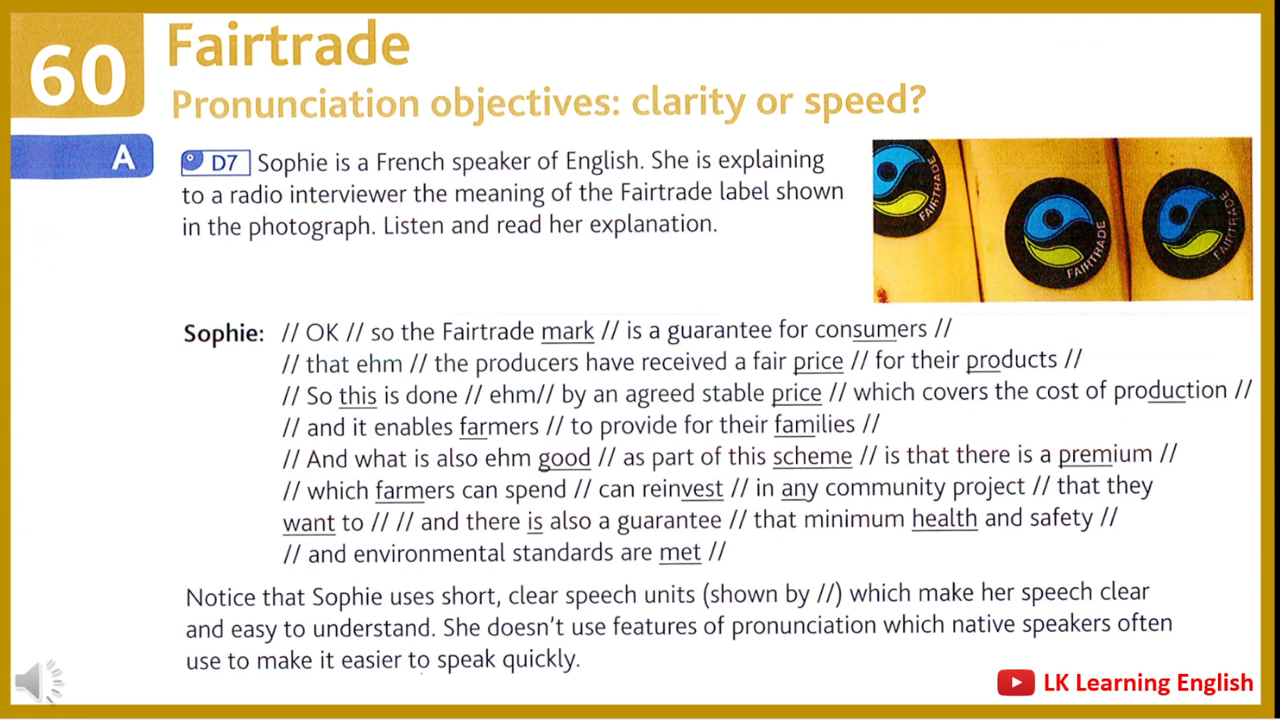 60
Fairtrade
Pronunciation objectives: clarity or speed?
A
D7 Sophie is a French speaker of English. She is explaining
to a radio interviewer the meaning of the Fairtrade label shown
in the photograph. Listen and read her explanation.
FAIRTRADE
FAIRTRADE
FAIRTRADE
Sophie: // OK // so the Fairtrade mark // is a guarantee for consumers //
// that ehm // the producers have received a fair price // for their products //
// So this is done // ehm// by an agreed stable price // which covers the cost of production //
// and it enables farmers // to provide for their families //
// And what is also ehm good // as part of this scheme // is that there is a premium //
// which farmers can spend // can reinvest // in any community project // that they
want to // // and there is also a guarantee // that minimum health and safety //
// and environmental standards are met //
Notice that Sophie uses short, clear speech units (shown by //) which make her speech clear
and easy to understand. She doesn't use features of pronunciation which native speakers often
use to make it easier to speak quickly.
LK Learning English